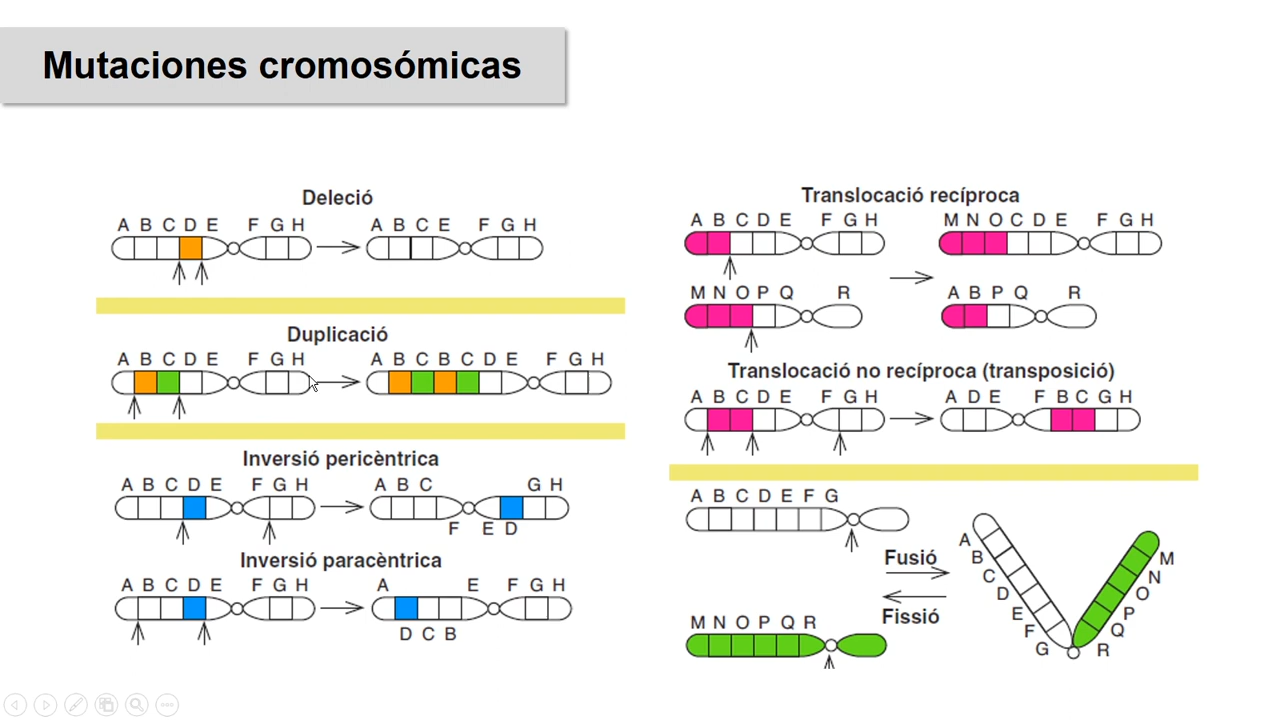 Mutaciones cromosómicas
Deleció
A B C D E F G H
A B C E F G H
Duplicació
A B C D E F G H
A B C B C D E F G H
Inversió pericèntrica
A B C D E F G H
A B C G H
F E D
Inversió paracèntrica
A B C D E F G H
A E F G H
D C B
Translocació recíproca
A B C D E F G H
M N O C D E F G H
M N O P Q R
A B P Q R
Translocació no recíproca (transposició)
A B C D E F G H
A D E F B C G H
A B C D E F G
Fusió
Fissió
M N O P Q R
A
B
C
D
E
F
G
M
N
O
P
Q
R